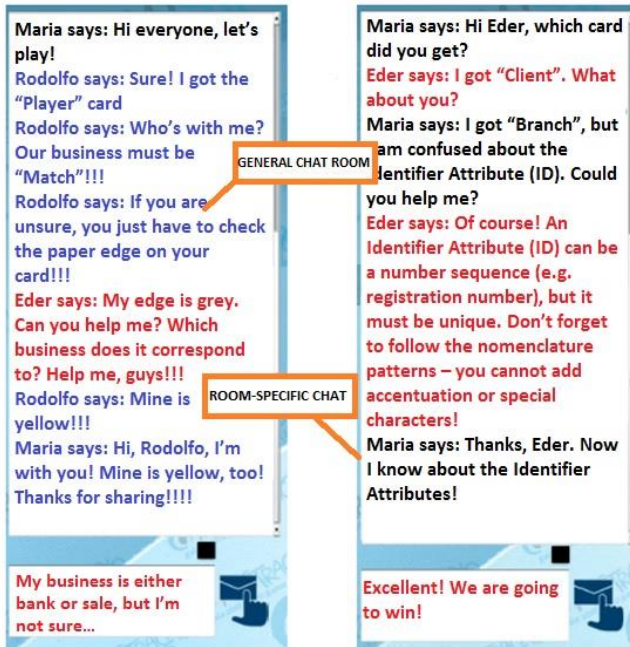 Maria says: Hi everyone, let's
play!
Rodolfo says: Sure! I got the
“Player” card
Rodolfo says: Who's with me?
Our business must be
“Match”!!!
Rodolfo says: If you are
unsure, you just have to check
the paper edge on your
card!!!
Eder says: My edge is grey.
Can you help me? Which
business does it correspond
to? Help me, guys!!!
Rodolfo says: Mine is
yellow!!!
Maria says: Hi, Rodolfo, I'm
with you! Mine is yellow, too!
Thanks for sharing!!!!
My business is either
bank or sale, but I'm
not sure...
GENERAL CHAT ROOM
ROOM-SPECIFIC CHAT
Maria says: Hi Eder, which card
did you get?
Eder says: I got “Client”. What
about you?
Maria says: I got “Branch”, but
am confused about the
dentifier Attribute (ID). Could
you help me?
Eder says: Of course! An
Identifier Attribute (ID) can be
a number sequence (e.g.
registration number), but it
must be unique. Don't forget
to follow the nomenclature
patterns – you cannot add
accentuation or special
characters!
Maria says: Thanks, Eder. Now
I know about the Identifier
Attributes!
Excellent! We are going
to win!